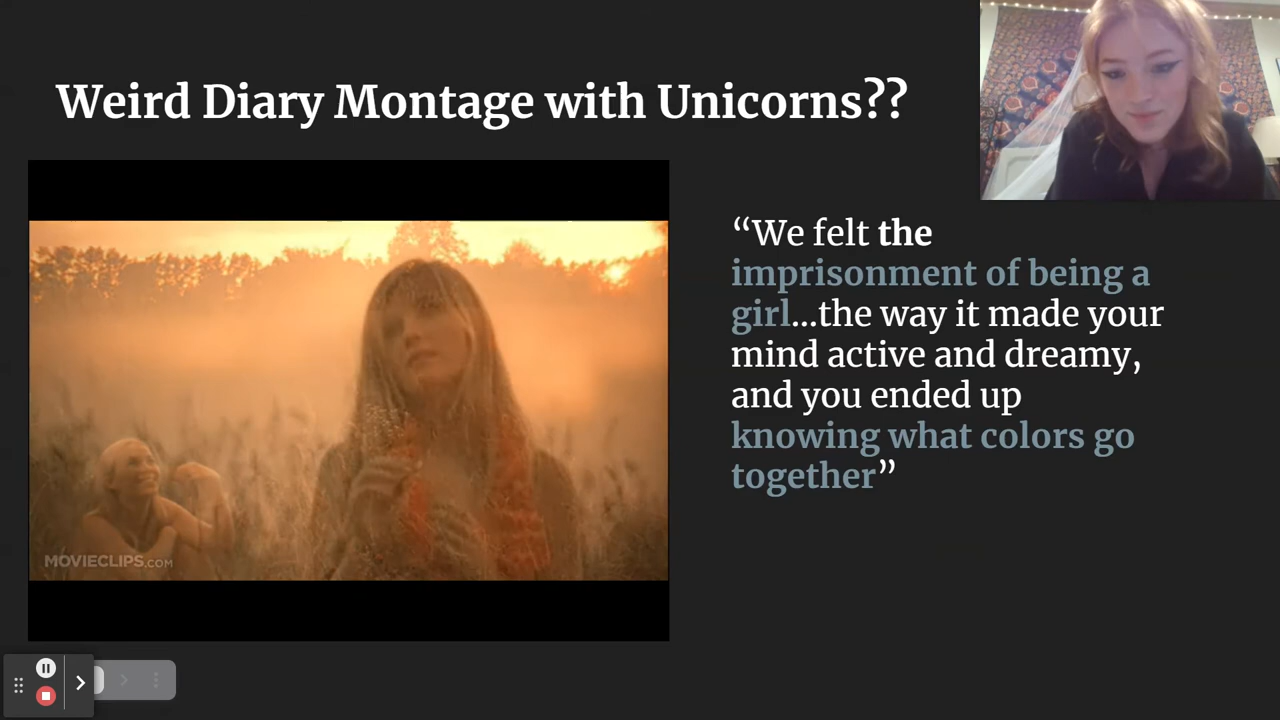 Weird Diary Montage with Unicorns??
“We felt the
imprisonment of being a
girl...the way it made your
mind active and dreamy,
and you ended up
knowing what colors go
together”
MOVIECLIPS.COM